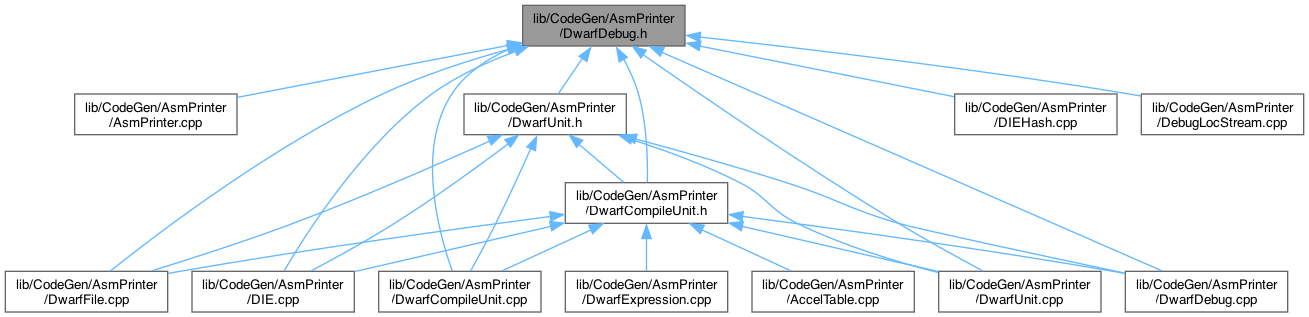 lib/CodeGen/AsmPrinter
/DwarfDebug.h
lib/CodeGen/AsmPrinter
/AsmPrinter.cpp
lib/CodeGen/AsmPrinter
/DwarfUnit.h
lib/CodeGen/AsmPrinter
/DIEHash.cpp
lib/CodeGen/AsmPrinter
/DebugLocStream.cpp
lib/CodeGen/AsmPrinter
/DwarfCompileUnit.h
lib/CodeGen/AsmPrinter
/DwarfFile.cpp
lib/CodeGen/AsmPrinter
/DIE.cpp
lib/CodeGen/AsmPrinter
/DwarfCompileUnit.cpp
lib/CodeGen/AsmPrinter
/DwarfExpression.cpp
lib/CodeGen/AsmPrinter
/AccelTable.cpp
lib/CodeGen/AsmPrinter
/DwarfUnit.cpp
lib/CodeGen/AsmPrinter
/DwarfDebug.cpp